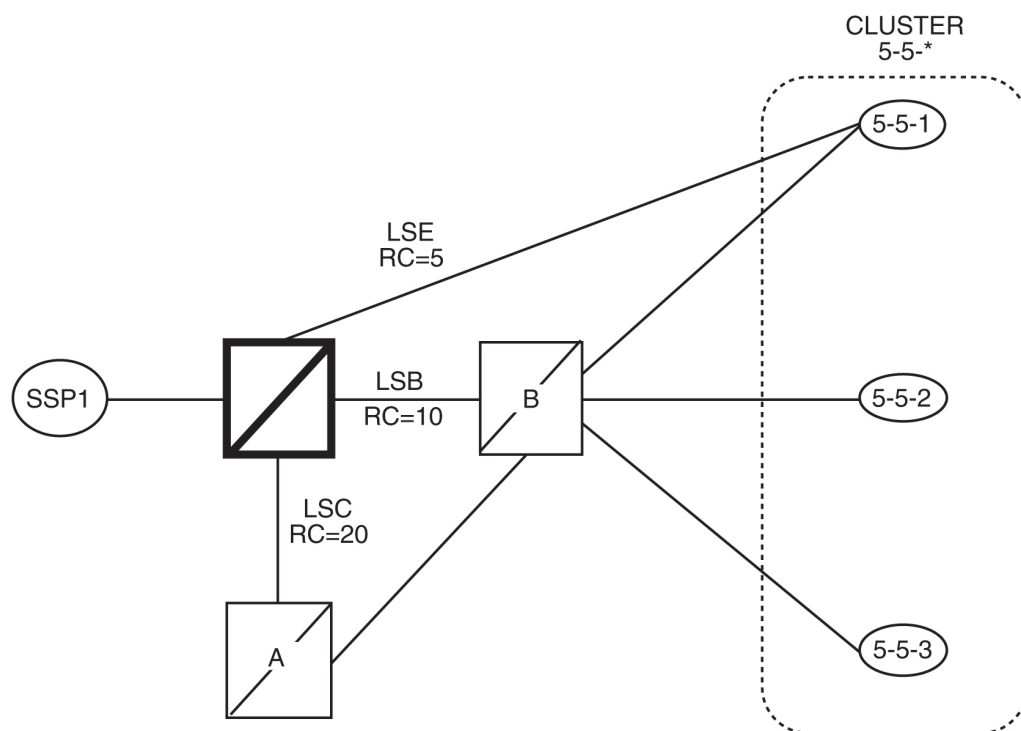 CLUSTER
5-5-*
5-5-1
LSE
RC=5
SSP1
LSB
RC=10
B
5-5-2
LSC
RC=20
A
5-5-3